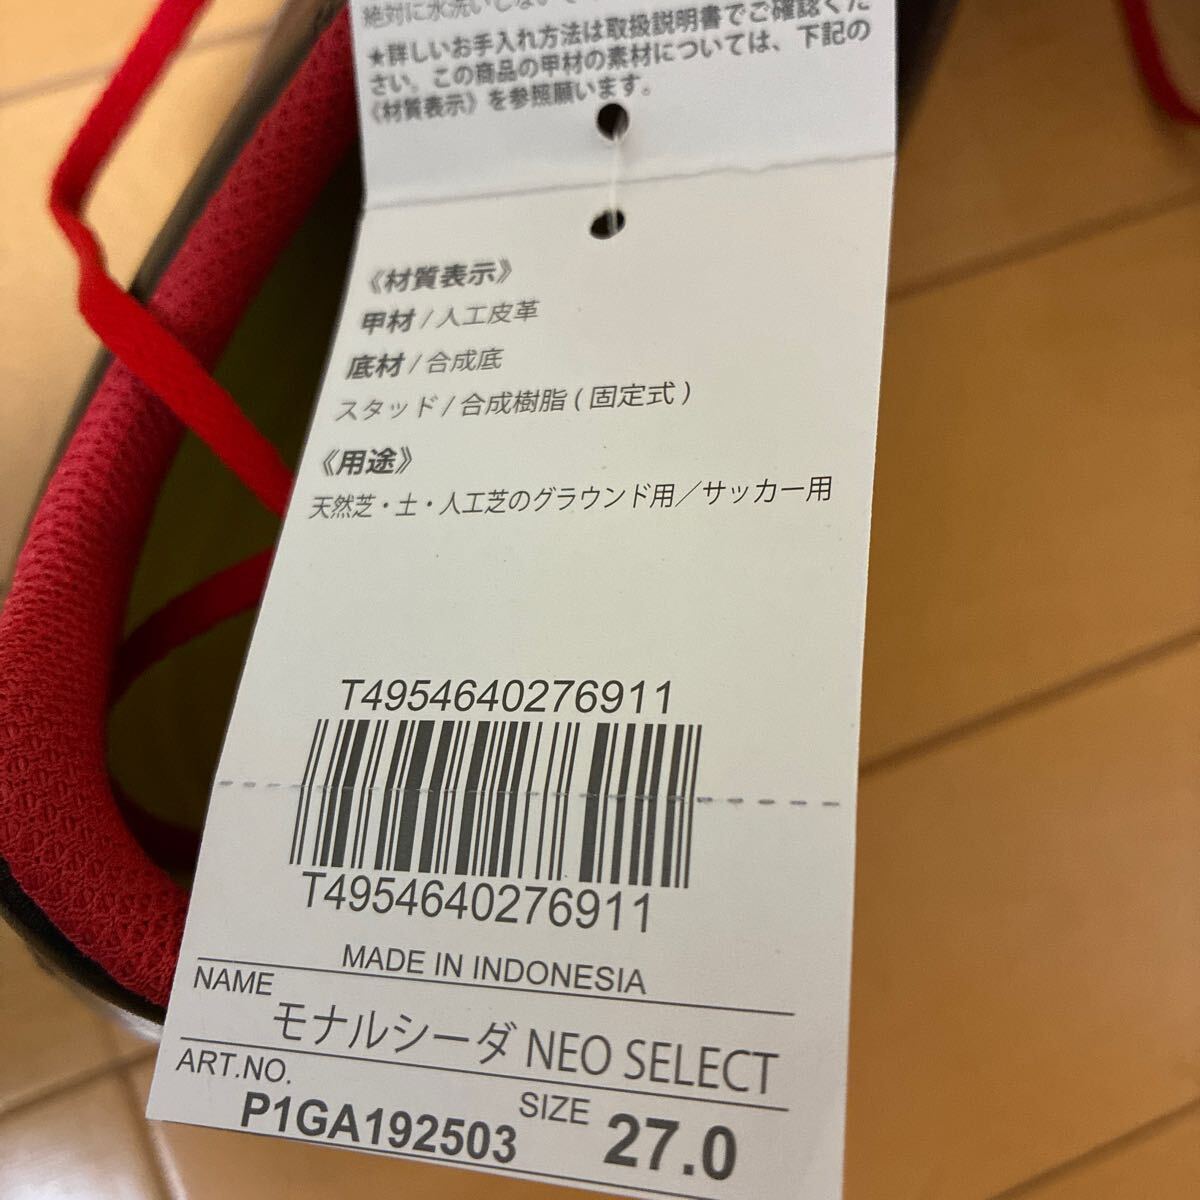 絶対に水洗いしないで
★詳しいお手入れ方法は取扱説明書でご確認くだ
さい。この商品の甲材の素材については、下記の
《材質表示》を参照願います。
《材質表示》
甲材 / 人工皮革
底材 / 合成底
スタッド / 合成樹脂 ( 固定式 )
《用途》
天然芝・土・人工芝のグラウンド用／サッカー用
T4954640276911
T4954640276911
MADE IN INDONESIA
NAME
モナルシーダ NEO SELECT
ART.NO.
P1GA192503
SIZE 27.0